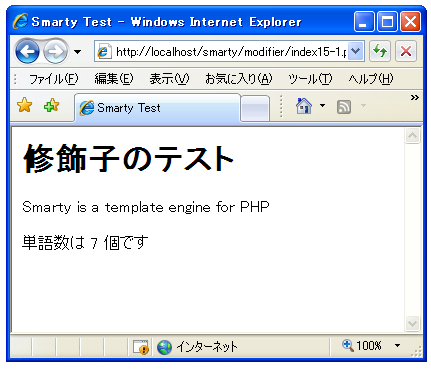 Smarty Test - Windows Internet Explorer
http://localhost/smarty/modifier/index15-1.p
ファイル(F) 編集(E) 表示(V) お気に入り(A) ツール(T) ヘルプ(H)
Smarty Test
修飾子のテスト
Smarty is a template engine for PHP
単語数は 7 個です
インターネット 100%